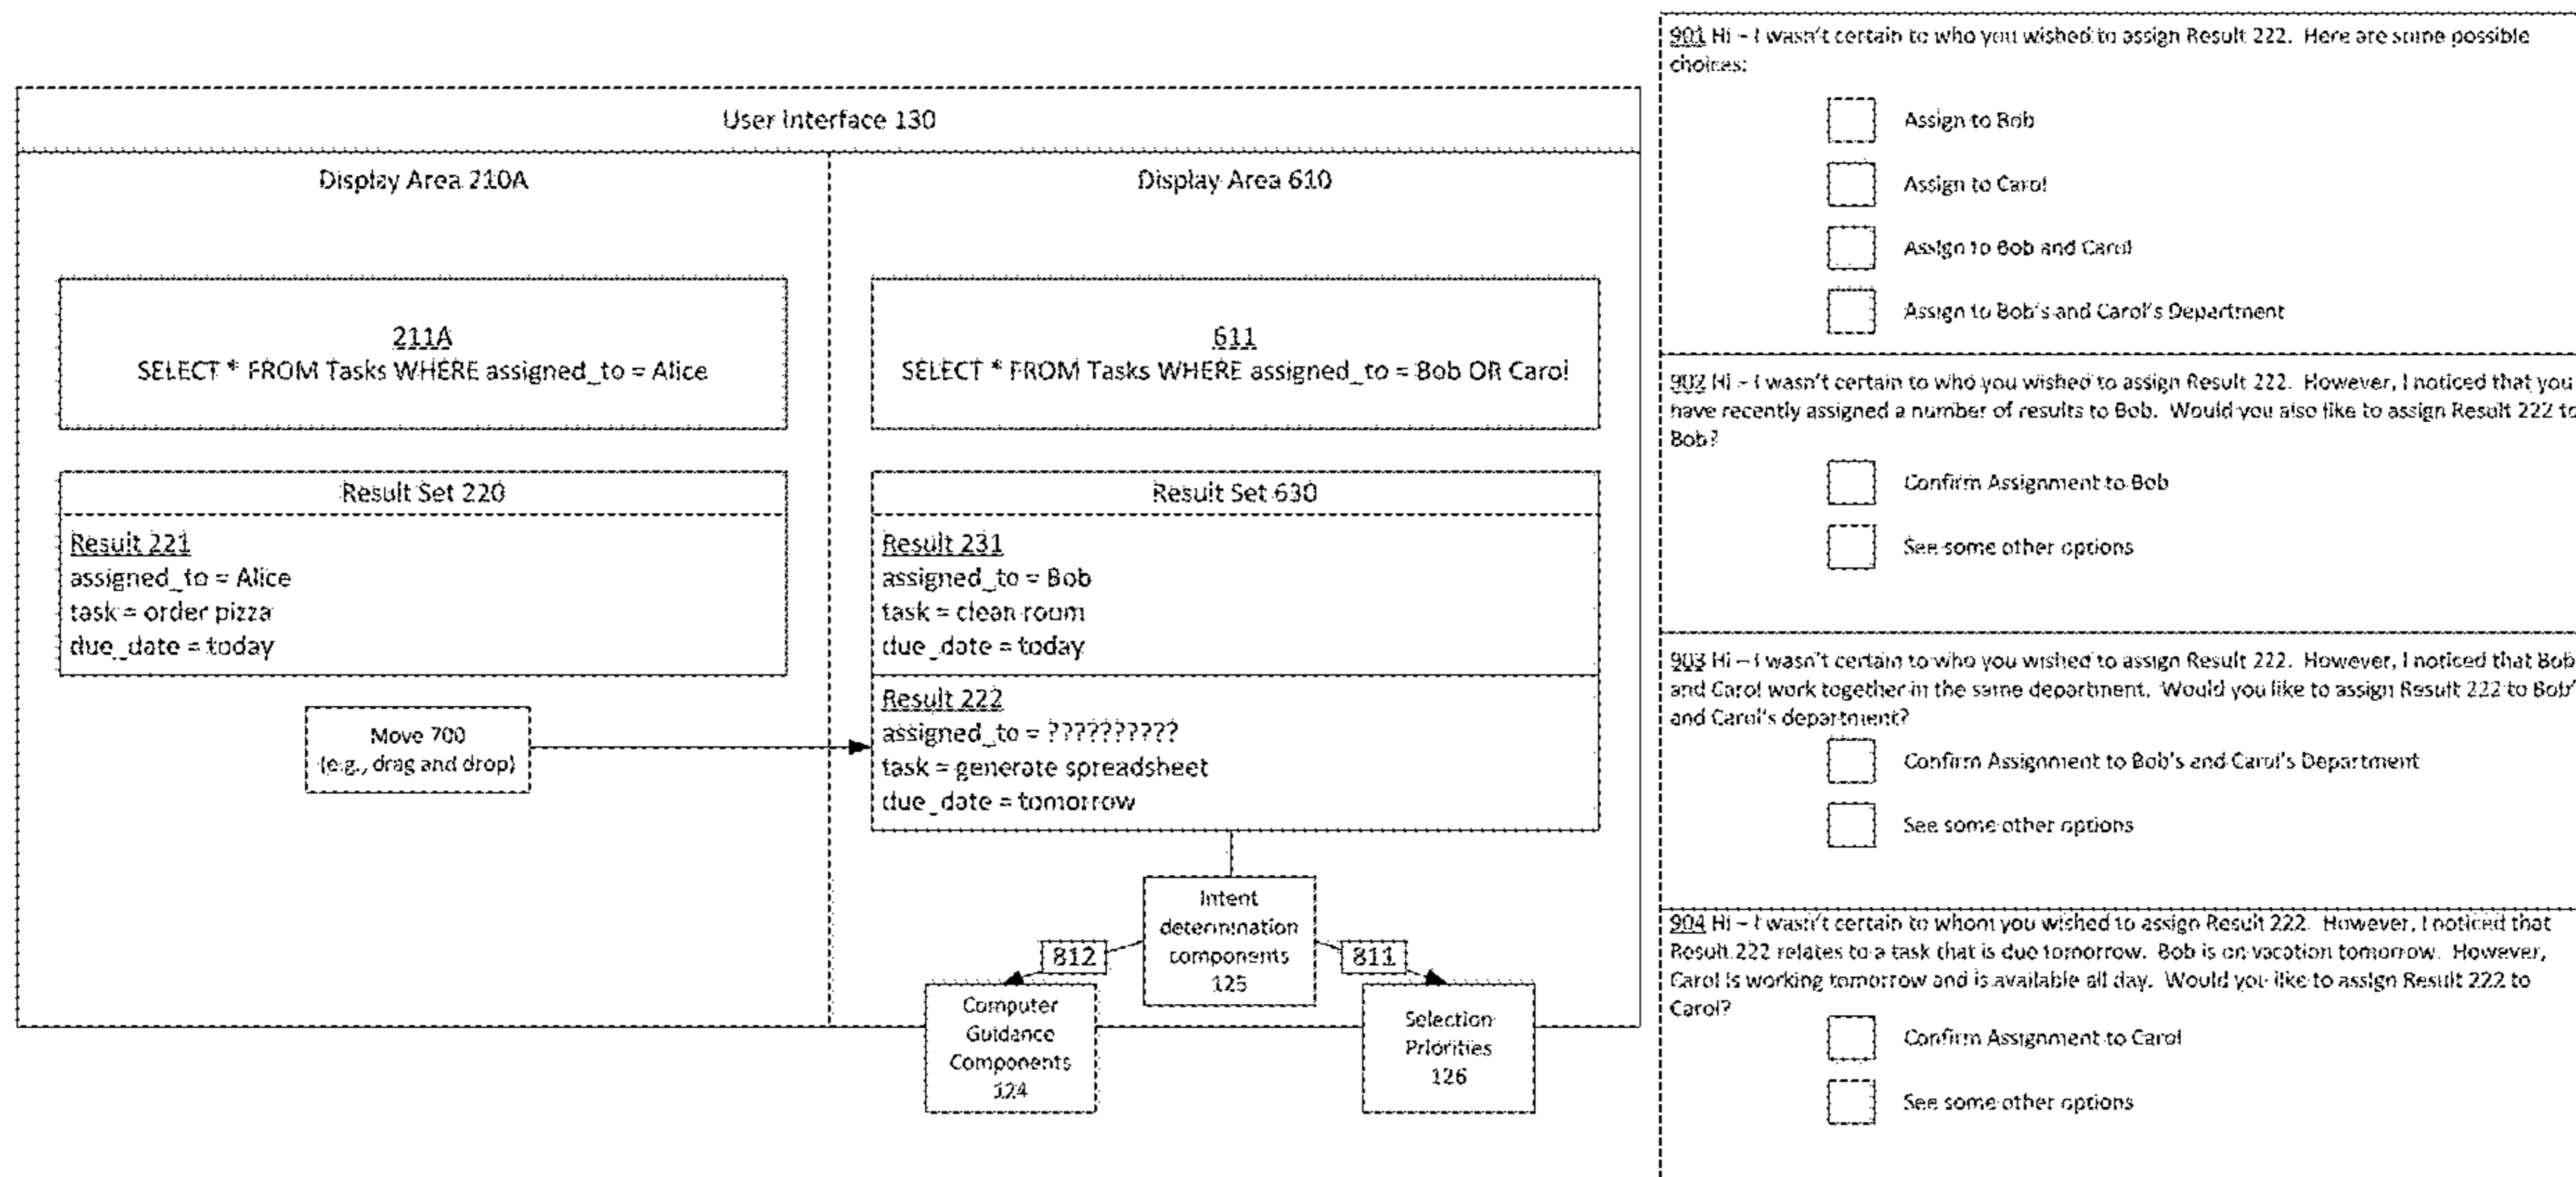 User Interface 130
Display Area 210A
211A
SELECT * FROM Tasks WHERE assigned_to = Alice
Result Set 220
Result 221
assigned_to = Alice
task = order pizza
due_date = today
Move 700
(e.g., drag and drop)
Display Area 610
611
SELECT * FROM Tasks WHERE assigned_to = Bob OR Carol
Result Set 630
Result 231
assigned_to = Bob
task = clean room
due_date = today
Result 222
assigned_to = ??????????
task = generate spreadsheet
due_date = tomorrow
Intent
determination
components
125
812
811
Computer
Guidance
Components
124
Selection
Priorities
126
901 Hi – I wasn't certain to who you wished to assign Result 222. Here are some possible
choices:
Assign to Bob
Assign to Carol
Assign to Bob and Carol
Assign to Bob's and Carol's Department
902 Hi – I wasn't certain to who you wished to assign Result 222. However, I noticed that you
have recently assigned a number of results to Bob. Would you also like to assign Result 222 to
Bob?
Confirm Assignment to Bob
See some other options
903 Hi – I wasn't certain to who you wished to assign Result 222. However, I noticed that Bob
and Carol work together in the same department. Would you like to assign Result 222 to Bob'
and Carol's department?
Confirm Assignment to Bob's and Carol's Department
See some other options
904 Hi – I wasn't certain to whom you wished to assign Result 222. However, I noticed that
Result 222 relates to a task that is due tomorrow. Bob is on vacation tomorrow. However,
Carol is working tomorrow and is available all day. Would you like to assign Result 222 to
Carol?
Confirm Assignment to Carol
See some other options